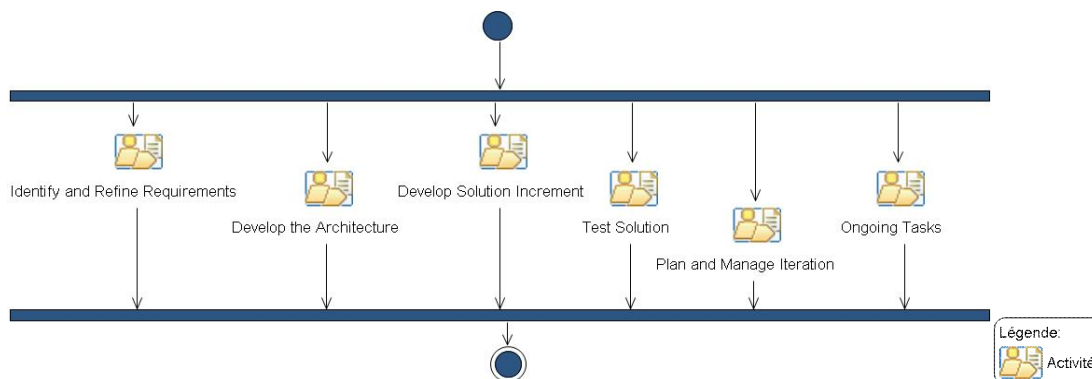 Identify and Refine Requirements
Develop Solution Increment
Develop the Architecture
Test Solution
Ongoing Tasks
Plan and Manage Iteration
Légende:
Activité